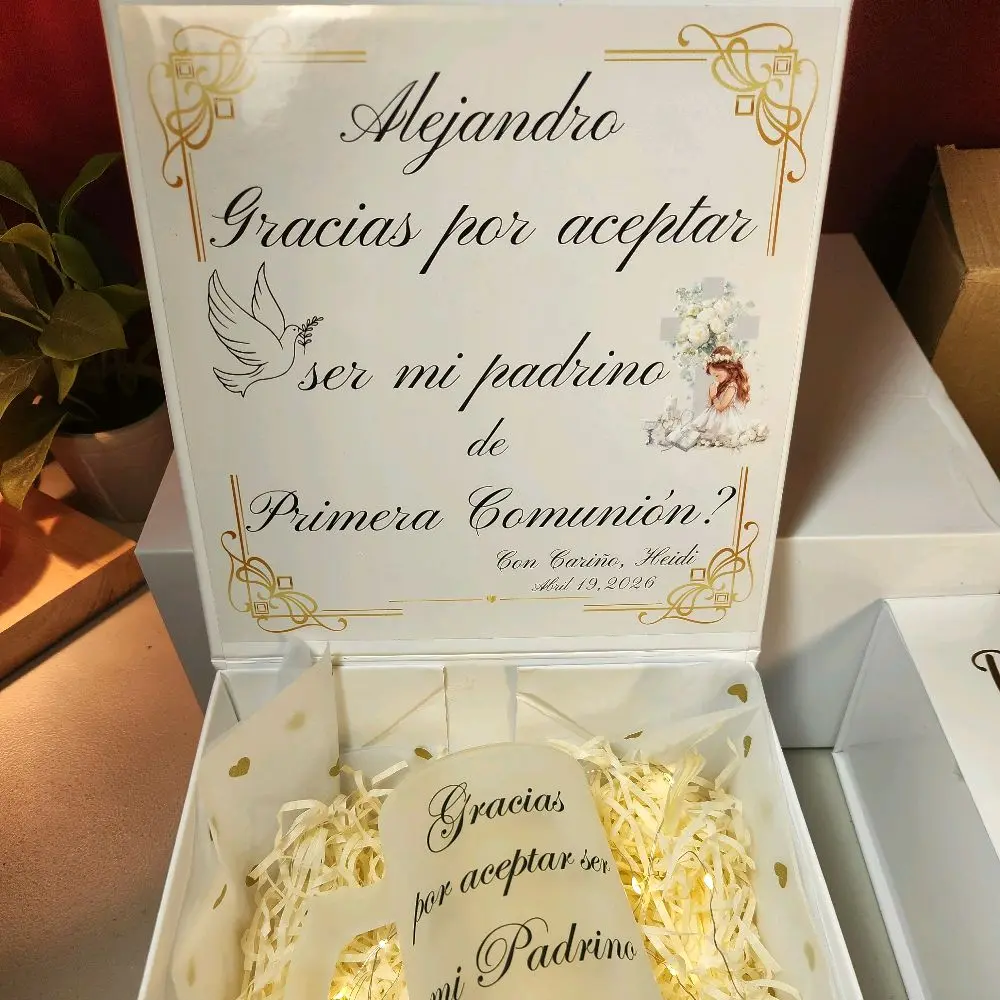 Alejandro
Gracias por aceptar
ser mi padrino
de
Primera Comunión?
Con Cariño, Heidi
Abril 19, 2026
Gracias
por aceptar ser
mi Padrino